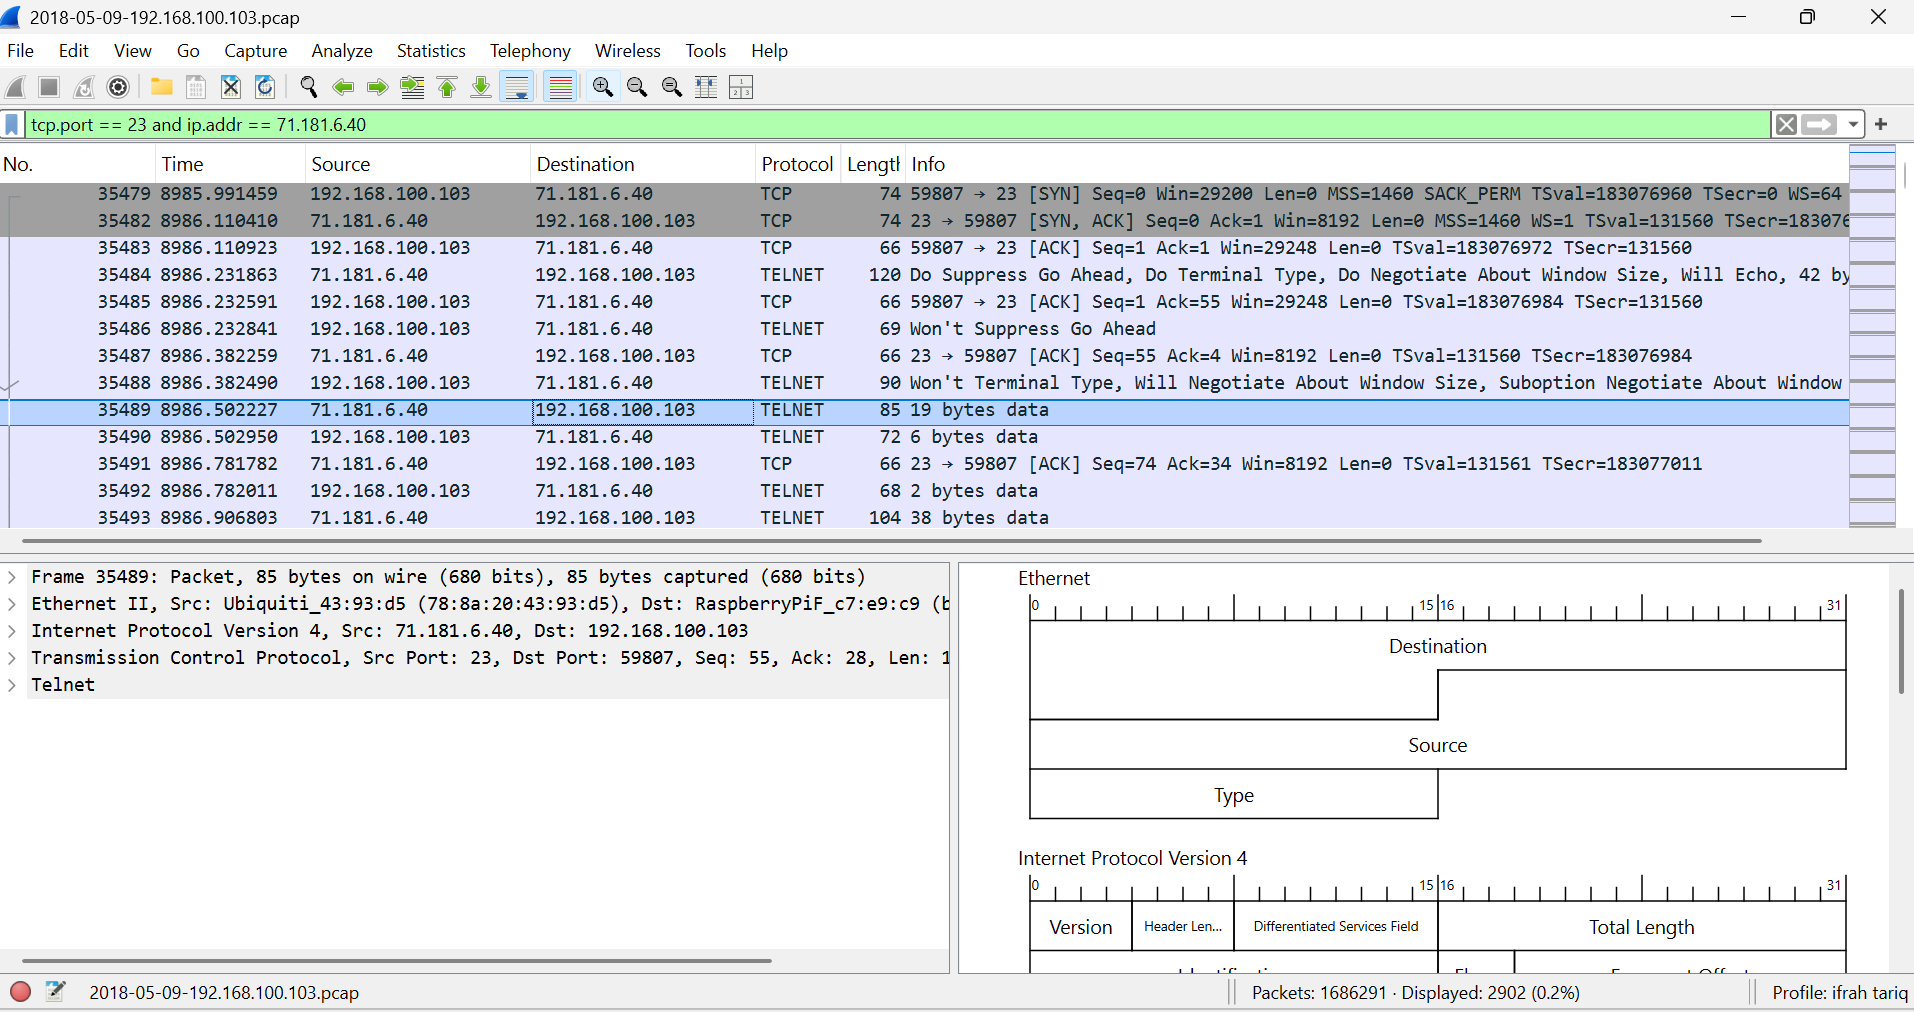 2018-05-09-192.168.100.103.pcap
File Edit View Go Capture Analyze Statistics Telephony Wireless Tools Help
tcp.port == 23 and ip.addr == 71.181.6.40
No. Time Source Destination Protocol Length Info
35479 8985.991459 192.168.100.103 71.181.6.40 TCP 74 59807 → 23 [SYN] Seq=0 Win=29200 Len=0 MSS=1460 SACK_PERM TSval=183076960 TSecr=0 WS=64
35482 8986.110410 71.181.6.40 192.168.100.103 TCP 74 23 → 59807 [SYN, ACK] Seq=0 Ack=1 Win=8192 Len=0 MSS=1460 WS=1 TSval=131560 TSecr=183076
35483 8986.110923 192.168.100.103 71.181.6.40 TCP 66 59807 → 23 [ACK] Seq=1 Ack=1 Win=29248 Len=0 TSval=183076972 TSecr=131560
35484 8986.231863 71.181.6.40 192.168.100.103 TELNET 120 Do Suppress Go Ahead, Do Terminal Type, Do Negotiate About Window Size, Will Echo, 42 by
35485 8986.232591 192.168.100.103 71.181.6.40 TCP 66 59807 → 23 [ACK] Seq=1 Ack=55 Win=29248 Len=0 TSval=183076984 TSecr=131560
35486 8986.232841 192.168.100.103 71.181.6.40 TELNET 69 Won't Suppress Go Ahead
35487 8986.382259 71.181.6.40 192.168.100.103 TCP 66 23 → 59807 [ACK] Seq=55 Ack=4 Win=8192 Len=0 TSval=131560 TSecr=183076984
35488 8986.382490 192.168.100.103 71.181.6.40 TELNET 90 Won't Terminal Type, Will Negotiate About Window Size, Suboption Negotiate About Window
35489 8986.502227 71.181.6.40 192.168.100.103 TELNET 85 19 bytes data
35490 8986.502950 192.168.100.103 71.181.6.40 TELNET 72 6 bytes data
35491 8986.781782 71.181.6.40 192.168.100.103 TCP 66 23 → 59807 [ACK] Seq=74 Ack=34 Win=8192 Len=0 TSval=131561 TSecr=183077011
35492 8986.782011 192.168.100.103 71.181.6.40 TELNET 68 2 bytes data
35493 8986.906803 71.181.6.40 192.168.100.103 TELNET 104 38 bytes data
Frame 35489: Packet, 85 bytes on wire (680 bits), 85 bytes captured (680 bits)
Ethernet II, Src: Ubiquiti_43:93:d5 (78:8a:20:43:93:d5), Dst: RaspberryPiF_c7:e9:c9 (b
Internet Protocol Version 4, Src: 71.181.6.40, Dst: 192.168.100.103
Transmission Control Protocol, Src Port: 23, Dst Port: 59807, Seq: 55, Ack: 28, Len: 1
Telnet
Ethernet
0 15 16 31
Destination
Source
Type
Internet Protocol Version 4
0 15 16 31
Version Header Len... Differentiated Services Field Total Length
2018-05-09-192.168.100.103.pcap
Packets: 1686291 · Displayed: 2902 (0.2%)
Profile: ifrah tariq